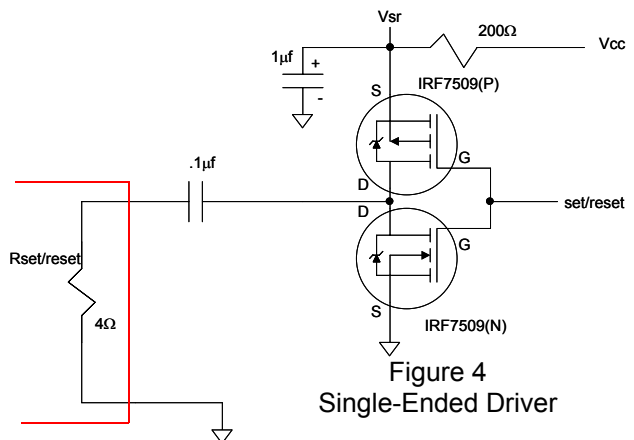 Vsr
200Ω
Vcc
1µf
+
-
S
IRF7509(P)
G
D
.1µf
D
set/reset
G
Rset/reset
4Ω
S
IRF7509(N)
Figure 4
Single-Ended Driver